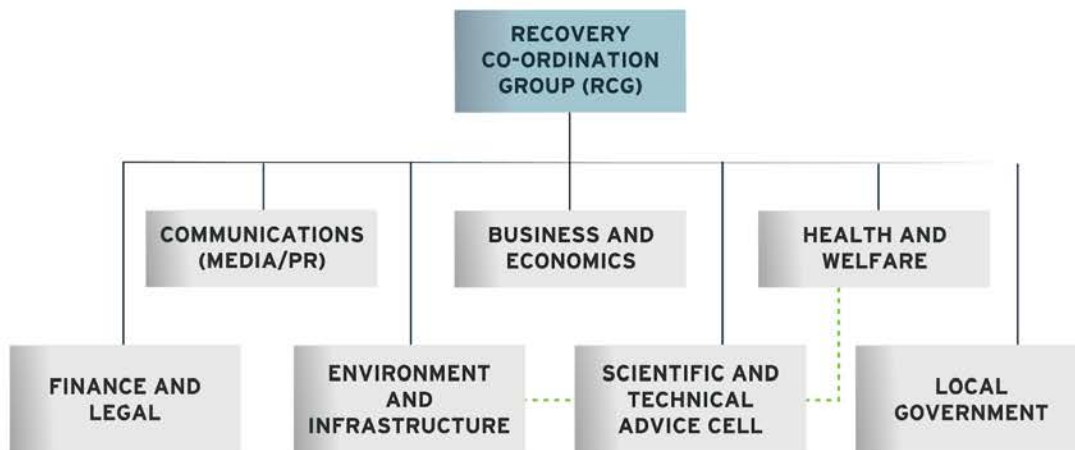 RECOVERY
CO-ORDINATION
GROUP (RCG)
COMMUNICATIONS
(MEDIA/PR)
BUSINESS AND
ECONOMICS
HEALTH AND
WELFARE
FINANCE AND
LEGAL
ENVIRONMENT
AND
INFRASTRUCTURE
SCIENTIFIC AND
TECHNICAL
ADVICE CELL
LOCAL
GOVERNMENT